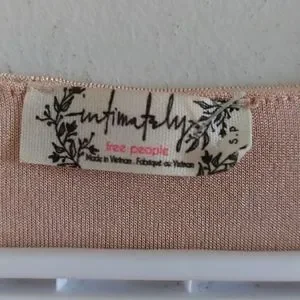 intimately
free people
Made in Vietnam . Fabriqué au Vietnam
S.P